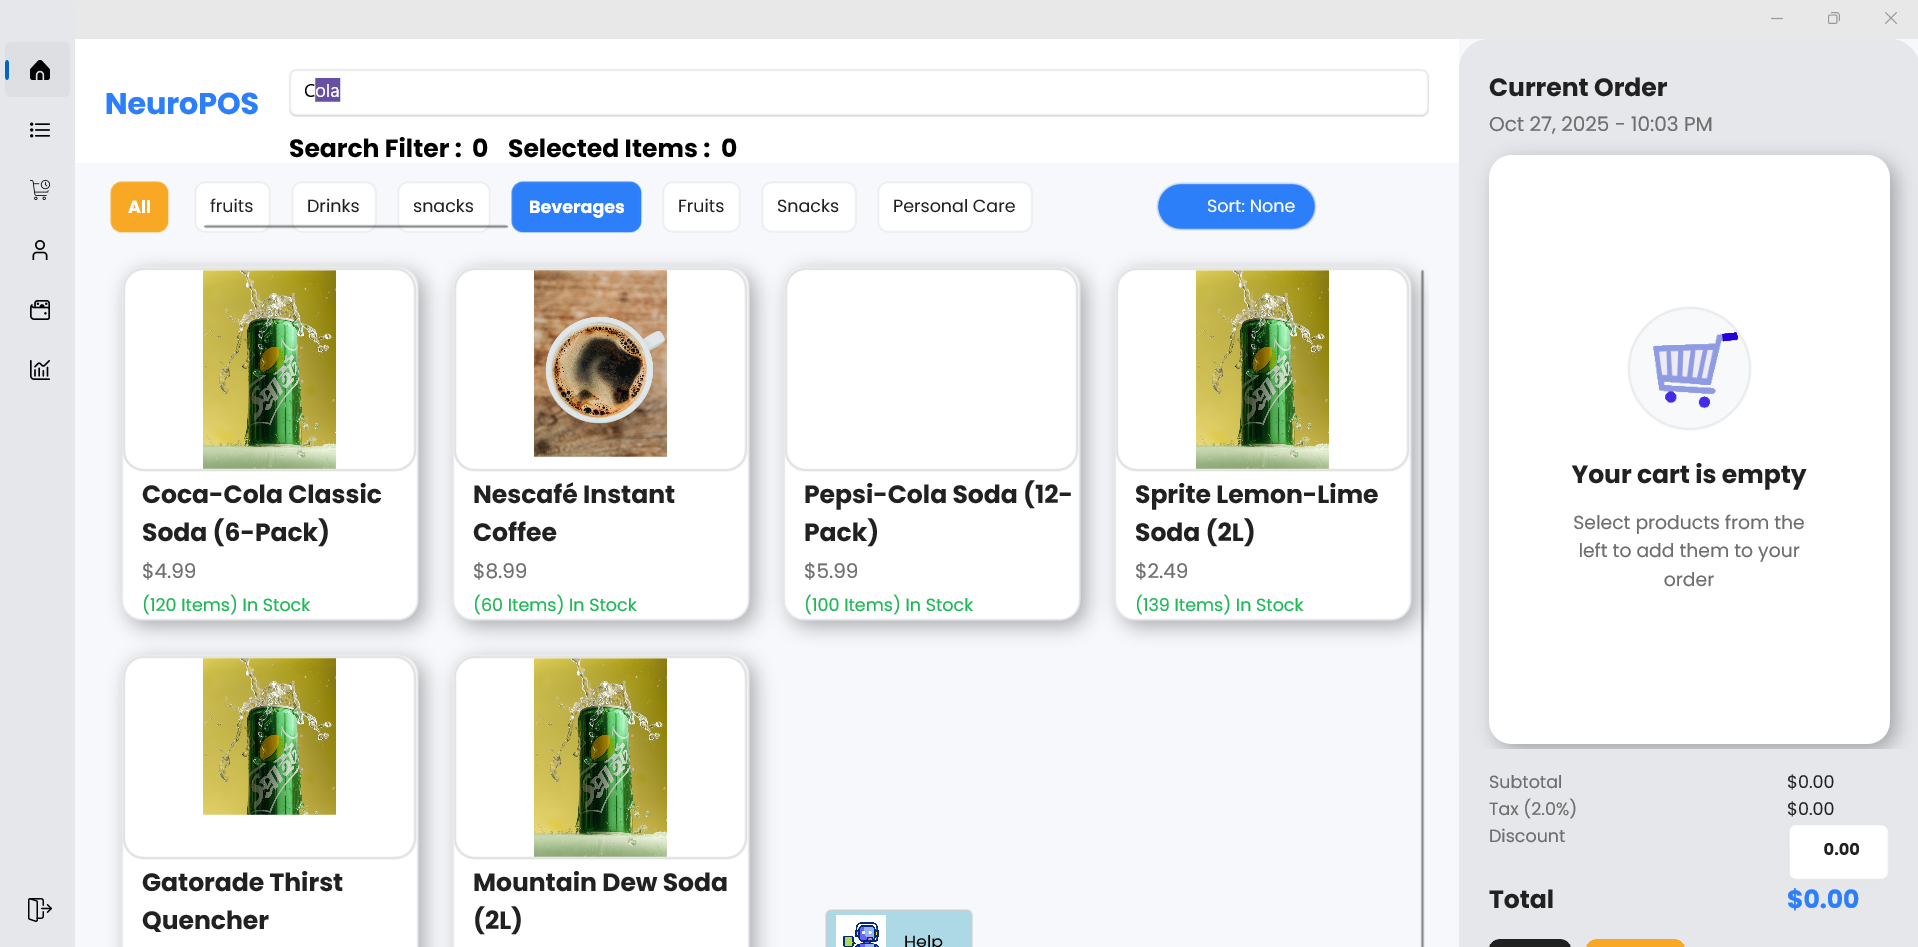 NeuroPOS
Cola
Search Filter : 0 Selected Items : 0
All fruits Drinks snacks Beverages Fruits Snacks Personal Care Sort: None
Coca-Cola Classic
Soda (6-Pack)
$4.99
(120 Items) In Stock
Nescafé Instant
Coffee
$8.99
(60 Items) In Stock
Pepsi-Cola Soda (12-
Pack)
$5.99
(100 Items) In Stock
Sprite Lemon-Lime
Soda (2L)
$2.49
(139 Items) In Stock
Gatorade Thirst
Quencher
Mountain Dew Soda
(2L)
Help
Current Order
Oct 27, 2025 - 10:03 PM
Your cart is empty
Select products from the
left to add them to your
order
Subtotal $0.00
Tax (2.0%) $0.00
Discount 0.00
Total $0.00